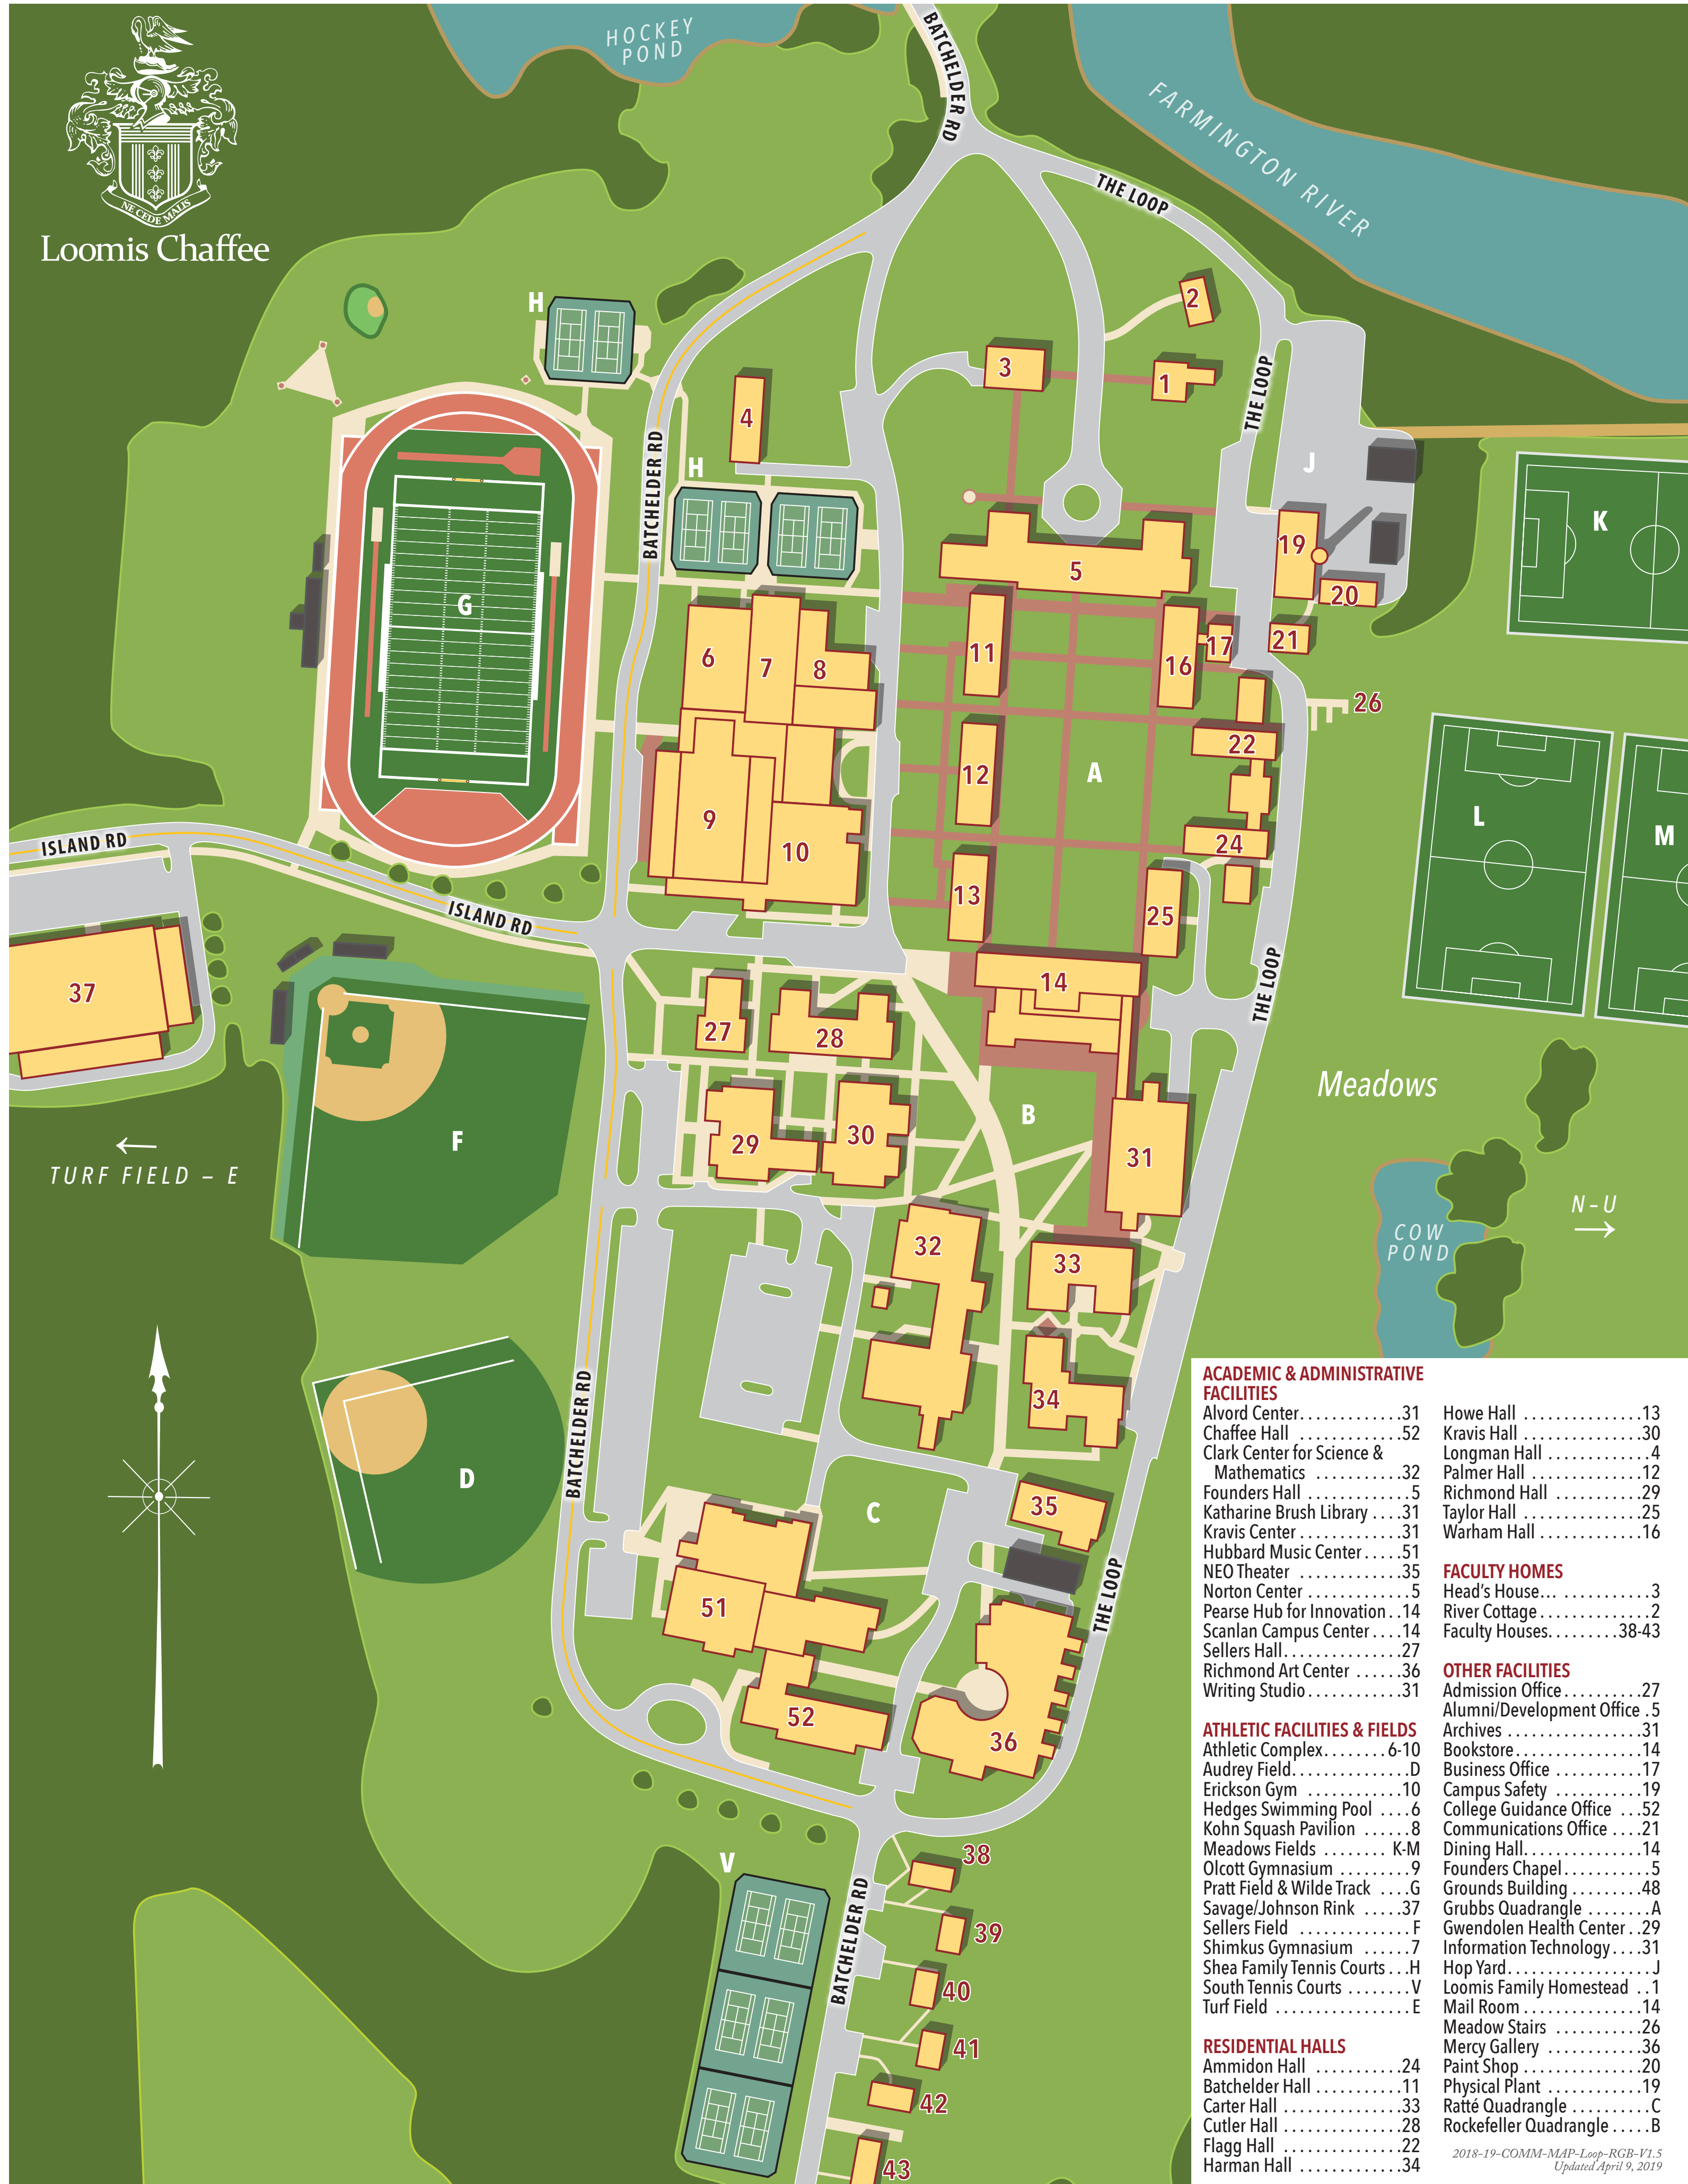 NE CEDE MALIS
Loomis Chaffee
HOCKEY
POND
BATCHELDER RD
FARMINGTON RIVER
THE LOOP
2
H
3
1
THE LOOP
4
BATCHELDER RD
H
J
K
19
5
G
20
11
17
21
6
7
8
16
26
22
12
A
L
9
M
24
10
ISLAND RD
13
25
ISLAND RD
THE LOOP
14
37
27
28
Meadows
B
F
29
30
31
TURF FIELD – E
N – U
COW
POND
32
33
34
BATCHELDER RD
D
C
35
THE LOOP
51
52
36
V
38
BATCHELDER RD
39
40
41
42
43
ACADEMIC & ADMINISTRATIVE
FACILITIES
Alvord Center.............31
Chaffee Hall .............52
Clark Center for Science &
Mathematics ...........32
Founders Hall ............5
Katharine Brush Library ....31
Kravis Center ............31
Hubbard Music Center.....51
NEO Theater .............35
Norton Center ............5
Pearse Hub for Innovation..14
Scanlan Campus Center ....14
Sellers Hall...............27
Richmond Art Center ......36
Writing Studio............31
ATHLETIC FACILITIES & FIELDS
Athletic Complex........6-10
Audrey Field...............D
Erickson Gym ............10
Hedges Swimming Pool ....6
Kohn Squash Pavilion ......8
Meadows Fields ........ K-M
Olcott Gymnasium .........9
Pratt Field & Wilde Track ....G
Savage/Johnson Rink .....37
Sellers Field ..............F
Shimkus Gymnasium ......7
Shea Family Tennis Courts ...H
South Tennis Courts ........V
Turf Field .................E
RESIDENTIAL HALLS
Ammidon Hall ...........24
Batchelder Hall ...........11
Carter Hall ...............33
Cutler Hall ...............28
Flagg Hall ...............22
Harman Hall .............34
Howe Hall ...............13
Kravis Hall ...............30
Longman Hall .............4
Palmer Hall ..............12
Richmond Hall ...........29
Taylor Hall ...............25
Warham Hall .............16
FACULTY HOMES
Head's House... ..........3
River Cottage..............2
Faculty Houses.........38-43
OTHER FACILITIES
Admission Office..........27
Alumni/Development Office .5
Archives .................31
Bookstore................14
Business Office ...........17
Campus Safety ...........19
College Guidance Office ...52
Communications Office ....21
Dining Hall...............14
Founders Chapel............5
Grounds Building .........48
Grubbs Quadrangle ........A
Gwendolen Health Center ..29
Information Technology....31
Hop Yard..................J
Loomis Family Homestead ..1
Mail Room ...............14
Meadow Stairs ...........26
Mercy Gallery ............36
Paint Shop ...............20
Physical Plant ............19
Ratté Quadrangle ..........C
Rockefeller Quadrangle .....B
2018-19-COMM-MAP-Loop-RGB-V1.5
Updated April 9, 2019